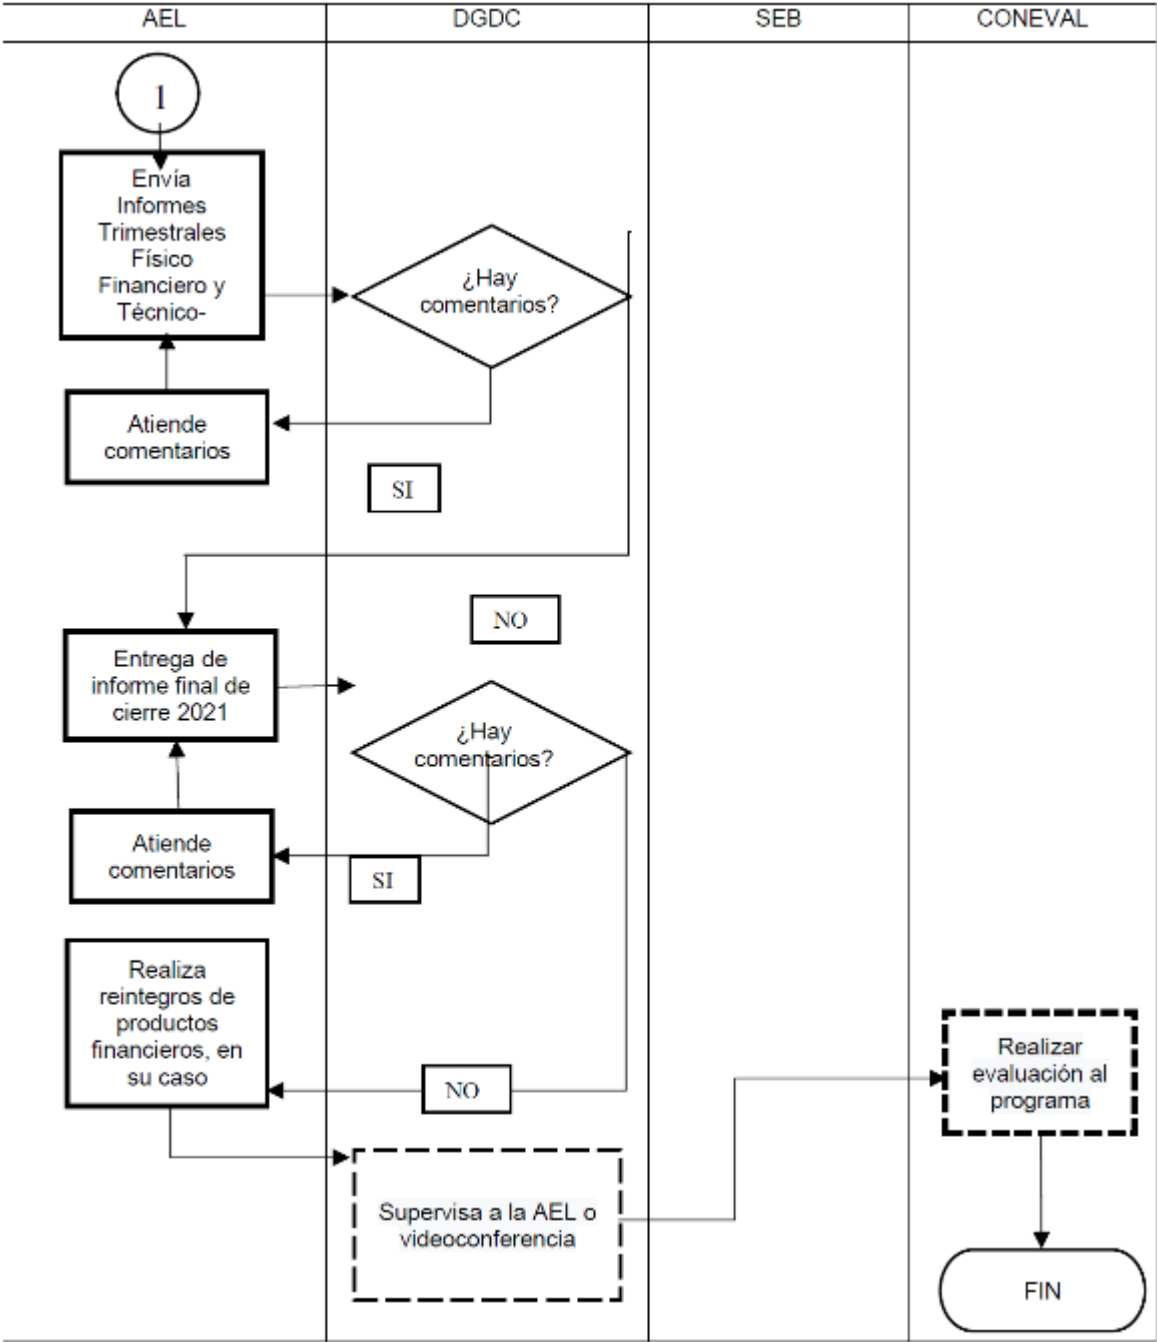 AEL
DGDC
SEB
CONEVAL
1
Envía
Informes
Trimestrales
Físico
Financiero y
Técnico-
¿Hay
comentarios?
Atiende
comentarios
SI
NO
Entrega de
informe final de
cierre 2021
¿Hay
comentarios?
Atiende
comentarios
SI
Realiza
reintegros de
productos
financieros, en
su caso
NO
Realizar
evaluación al
programa
Supervisa a la AEL o
videoconferencia
FIN